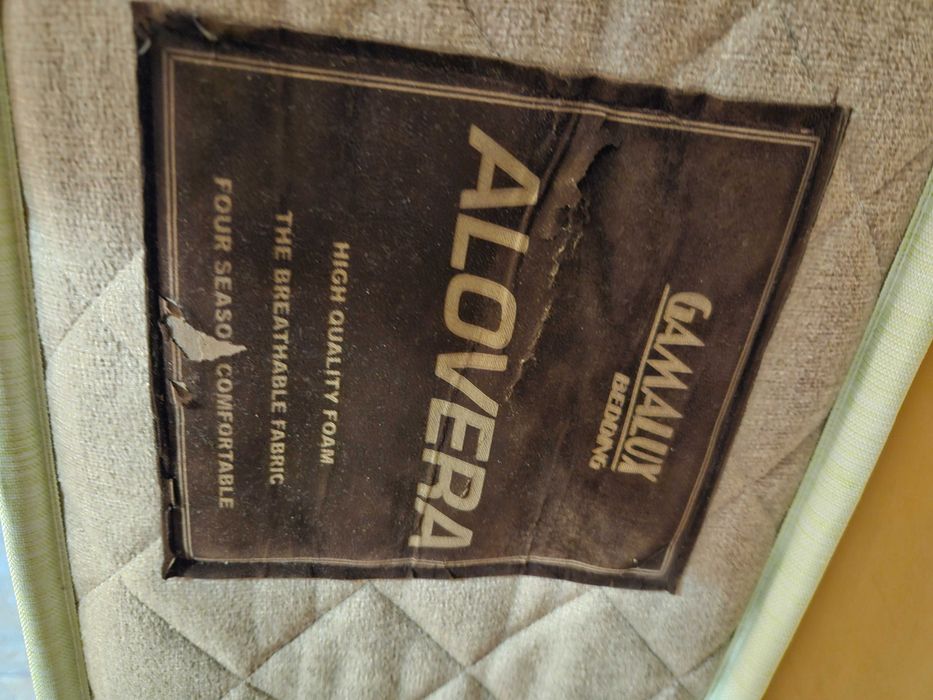 GAMALUX
BEDDING
ALOVERA
HIGH QUALITY FOAM
THE BREATHABLE FABRIC
FOUR SEASO COMFORTABLE